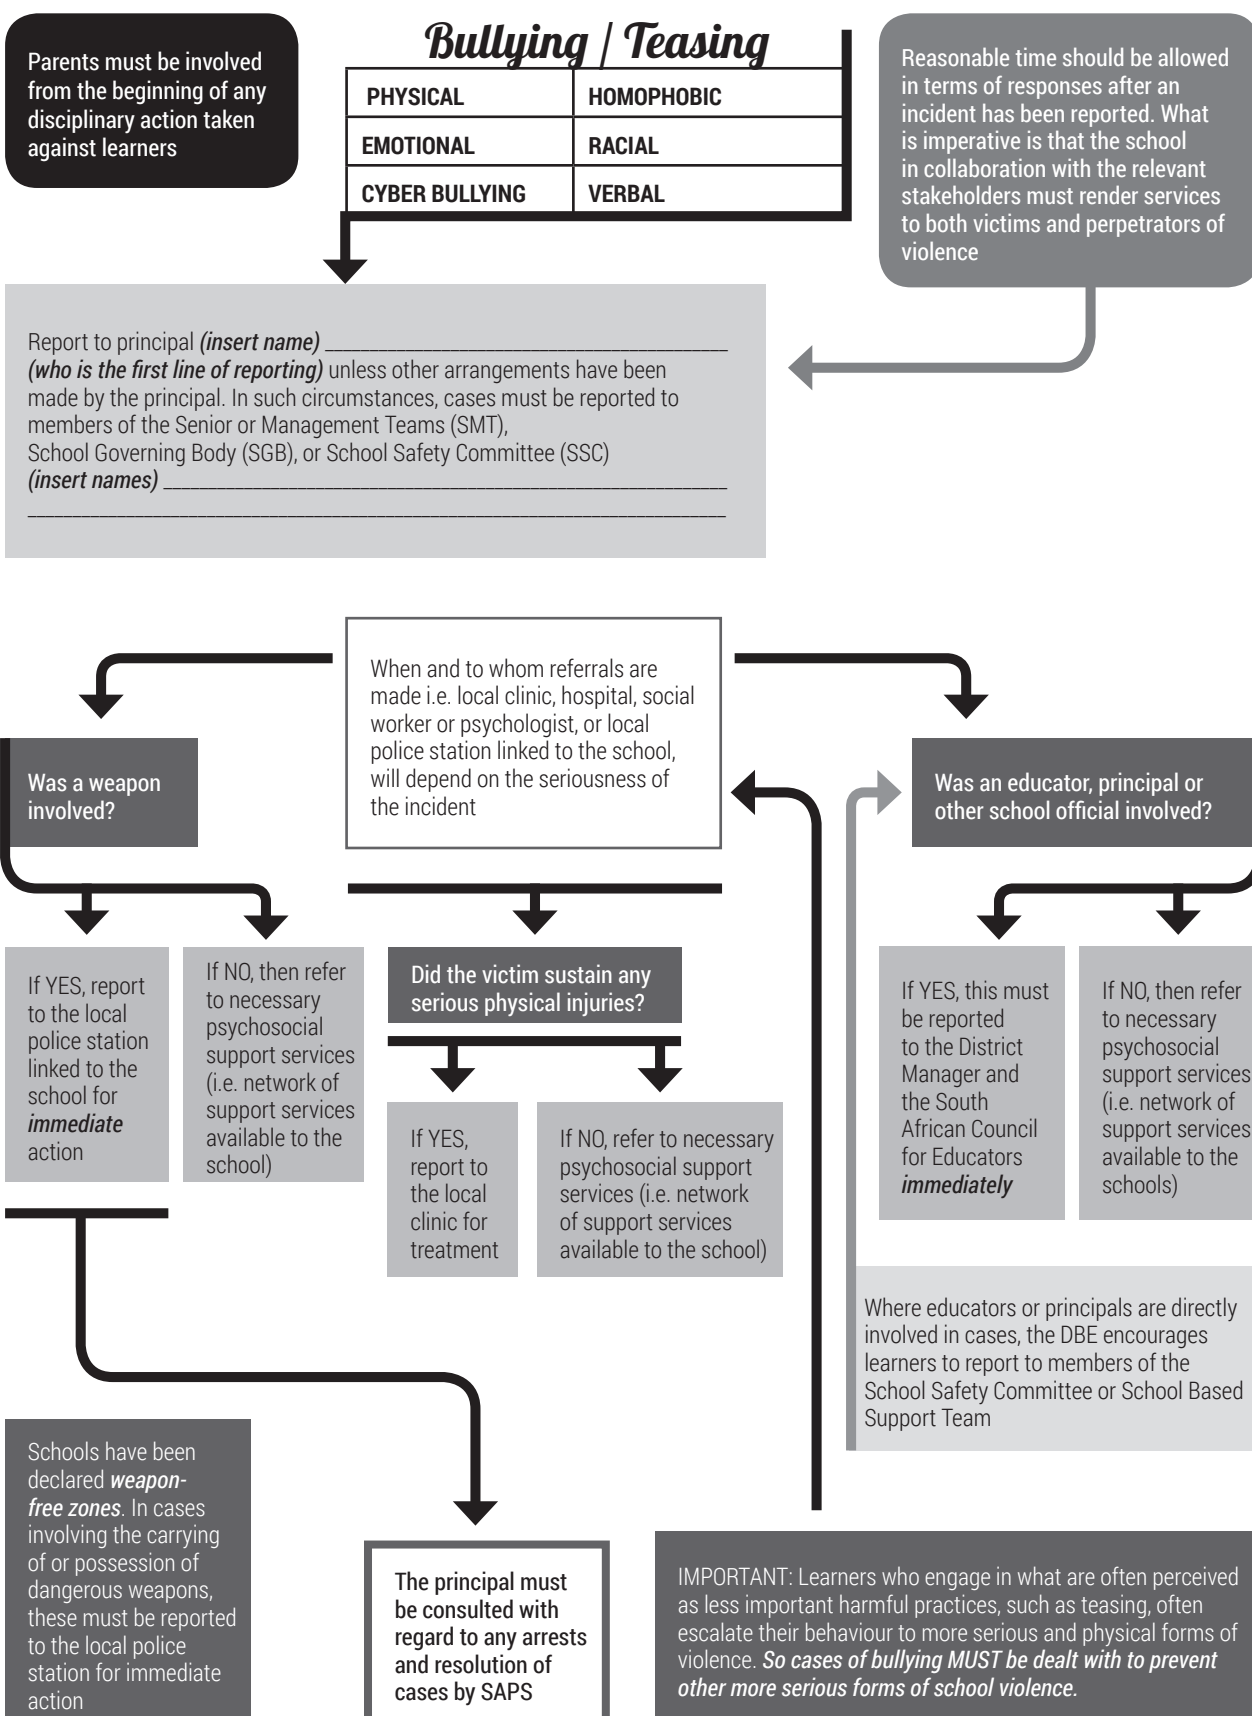 Parents must be involved
from the beginning of any
disciplinary action taken
against learners
Bullying / Teasing
PHYSICAL HOMOPHOBIC
EMOTIONAL RACIAL
CYBER BULLYING VERBAL
Reasonable time should be allowed
in terms of responses after an
incident has been reported. What
is imperative is that the school
in collaboration with the relevant
stakeholders must render services
to both victims and perpetrators of
violence
Report to principal (insert name) ______________________________________________
(who is the first line of reporting) unless other arrangements have been
made by the principal. In such circumstances, cases must be reported to
members of the Senior or Management Teams (SMT),
School Governing Body (SGB), or School Safety Committee (SSC)
(insert names) ________________________________________________________________
________________________________________________________________________________
When and to whom referrals are
made i.e. local clinic, hospital, social
worker or psychologist, or local
police station linked to the school,
will depend on the seriousness of
the incident
Was a weapon
involved?
Was an educator, principal or
other school official involved?
If YES, report
to the local
police station
linked to the
school for
immediate
action
If NO, then refer
to necessary
psychosocial
support services
(i.e. network of
support services
available to the
school)
Did the victim sustain any
serious physical injuries?
If YES,
report to
the local
clinic for
treatment
If NO, refer to necessary
psychosocial support
services (i.e. network
of support services
available to the school)
If YES, this must
be reported
to the District
Manager and
the South
African Council
for Educators
immediately
If NO, then refer
to necessary
psychosocial
support services
(i.e. network of
support services
available to the
schools)
Where educators or principals are directly
involved in cases, the DBE encourages
learners to report to members of the
School Safety Committee or School Based
Support Team
Schools have been
declared weapon-
free zones. In cases
involving the carrying
of or possession of
dangerous weapons,
these must be reported
to the local police
station for immediate
action
The principal must
be consulted with
regard to any arrests
and resolution of
cases by SAPS
IMPORTANT: Learners who engage in what are often perceived
as less important harmful practices, such as teasing, often
escalate their behaviour to more serious and physical forms of
violence. So cases of bullying MUST be dealt with to prevent
other more serious forms of school violence.